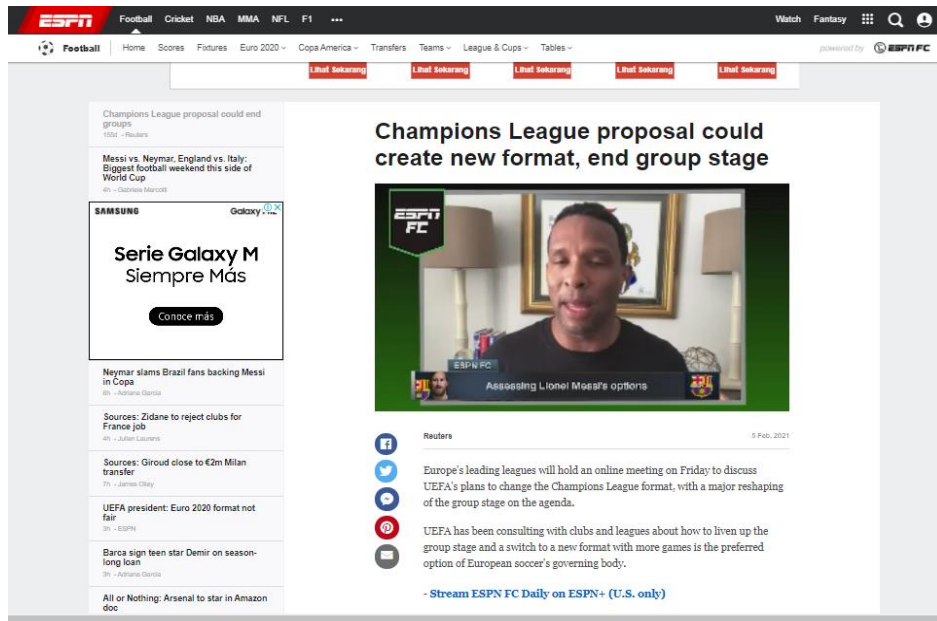 ESPN Football Cricket NBA MMA NFL F1 ••• Watch Fantasy
Football Home Scores Fixtures Euro 2020 Copa America Transfers Teams League & Cups Tables powered by ESPN FC
Lihat Sekarang Lihat Sekarang Lihat Sekarang Lihat Sekarang Lihat Sekarang
Champions League proposal could end
groups
155d - Reuters
Messi vs. Neymar, England vs. Italy:
Biggest football weekend this side of
World Cup
4h - Gabriele Marcotti
SAMSUNG Galaxy
Serie Galaxy M
Siempre Más
Conoce más
Neymar slams Brazil fans backing Messi
in Copa
6h - Adriana Garcia
Sources: Zidane to reject clubs for
France job
4h - Julien Laurens
Sources: Giroud close to €2m Milan
transfer
7h - James Olley
UEFA president: Euro 2020 format not
fair
3h - ESPN
Barca sign teen star Demir on season-
long loan
3h - Adriana Garcia
All or Nothing: Arsenal to star in Amazon
doc
Champions League proposal could
create new format, end group stage
ESPN
FC
ESPN FC
Assessing Lionel Messi's options
Reuters 5 Feb, 2021
Europe's leading leagues will hold an online meeting on Friday to discuss
UEFA's plans to change the Champions League format, with a major reshaping
of the group stage on the agenda.
UEFA has been consulting with clubs and leagues about how to liven up the
group stage and a switch to a new format with more games is the preferred
option of European soccer's governing body.
- Stream ESPN FC Daily on ESPN+ (U.S. only)